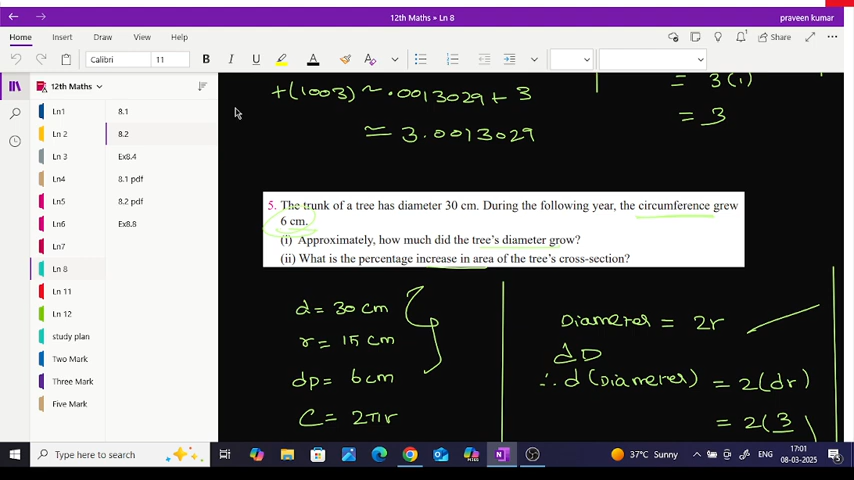 12th Maths » Ln 8
praveen kumar
Home Insert Draw View Help
Share
Calibri 11 B I U A
12th Maths
Ln1 8.1
Ln 2 8.2
Ln 3 Ex8.4
Ln4 8.1 pdf
Ln5 8.2 pdf
Ln6 Ex8.8
Ln7
Ln 8
Ln 11
Ln 12
study plan
Two Mark
Three Mark
Five Mark
+(1003) ≈ .0013029 + 3
≃ 3.0013029
= 3(1)
= 3
5. The trunk of a tree has diameter 30 cm. During the following year, the circumference grew
6 cm.
(i) Approximately, how much did the tree's diameter grow?
(ii) What is the percentage increase in area of the tree's cross-section?
d = 30 cm
r = 15 cm
dp = 6cm
C = 2πr
Diameter = 2r
dD
∴ d (Diameter) = 2(dr)
= 2(3
Type here to search
37°C Sunny
ENG
17:01
08-03-2025
5